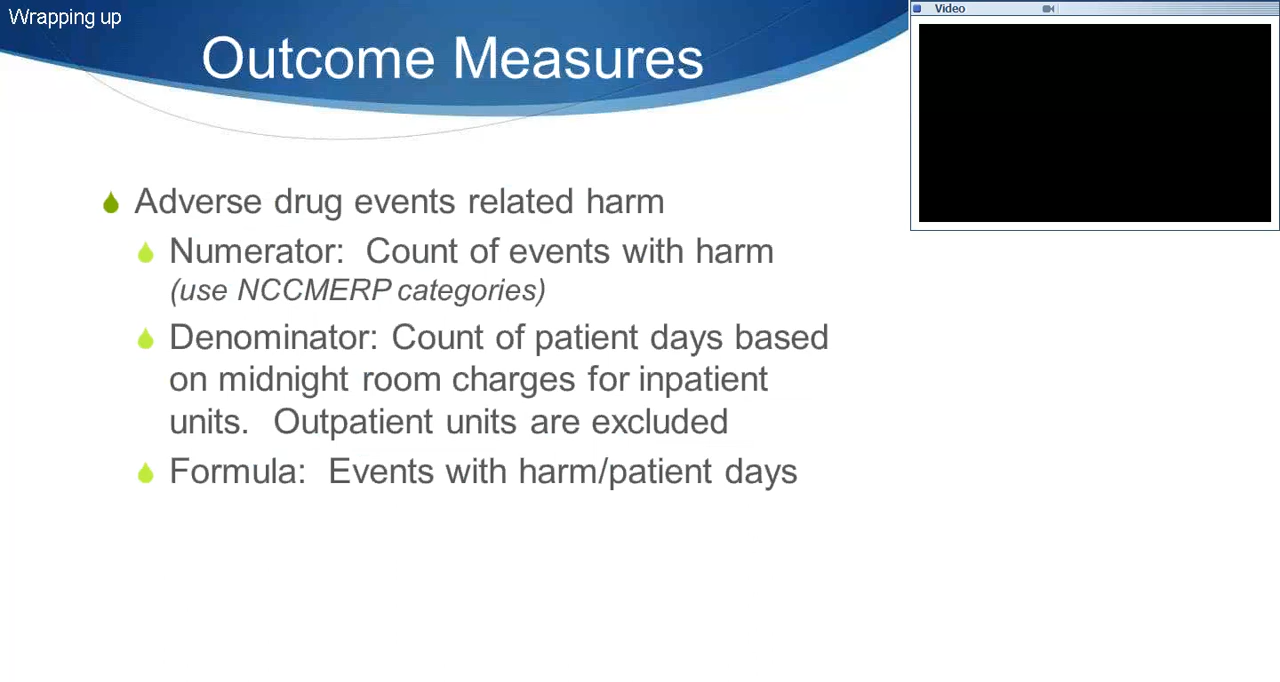 Wrapping up
Video
Outcome Measures
Adverse drug events related harm
Numerator:  Count of events with harm
(use NCCMERP categories)
Denominator: Count of patient days based
on midnight room charges for inpatient
units.  Outpatient units are excluded
Formula:  Events with harm/patient days